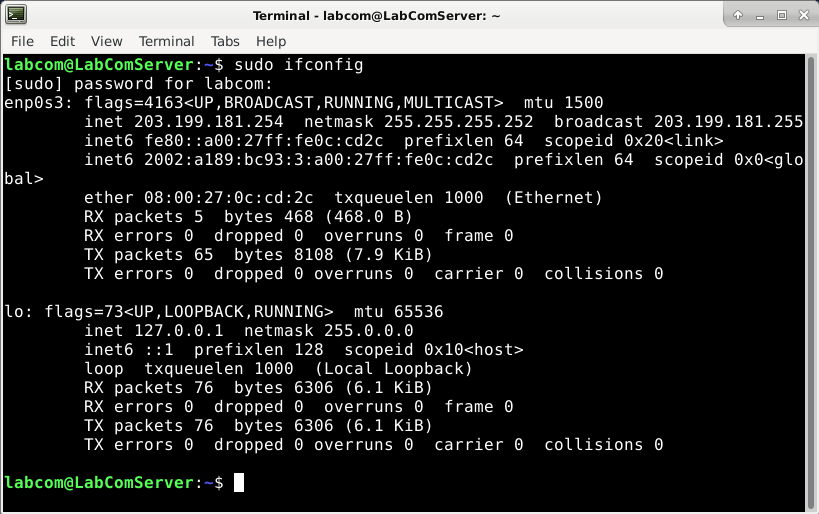 Terminal - labcom@LabComServer: ~
File Edit View Terminal Tabs Help
labcom@LabComServer:~$ sudo ifconfig
[sudo] password for labcom:
enp0s3: flags=4163<UP,BROADCAST,RUNNING,MULTICAST>  mtu 1500
        inet 203.199.181.254  netmask 255.255.255.252  broadcast 203.199.181.255
        inet6 fe80::a00:27ff:fe0c:cd2c  prefixlen 64  scopeid 0x20<link>
        inet6 2002:a189:bc93:3:a00:27ff:fe0c:cd2c  prefixlen 64  scopeid 0x0<glo
bal>
        ether 08:00:27:0c:cd:2c  txqueuelen 1000  (Ethernet)
        RX packets 5  bytes 468 (468.0 B)
        RX errors 0  dropped 0  overruns 0  frame 0
        TX packets 65  bytes 8108 (7.9 KiB)
        TX errors 0  dropped 0 overruns 0  carrier 0  collisions 0
lo: flags=73<UP,LOOPBACK,RUNNING>  mtu 65536
        inet 127.0.0.1  netmask 255.0.0.0
        inet6 ::1  prefixlen 128  scopeid 0x10<host>
        loop  txqueuelen 1000  (Local Loopback)
        RX packets 76  bytes 6306 (6.1 KiB)
        RX errors 0  dropped 0  overruns 0  frame 0
        TX packets 76  bytes 6306 (6.1 KiB)
        TX errors 0  dropped 0 overruns 0  carrier 0  collisions 0
labcom@LabComServer:~$